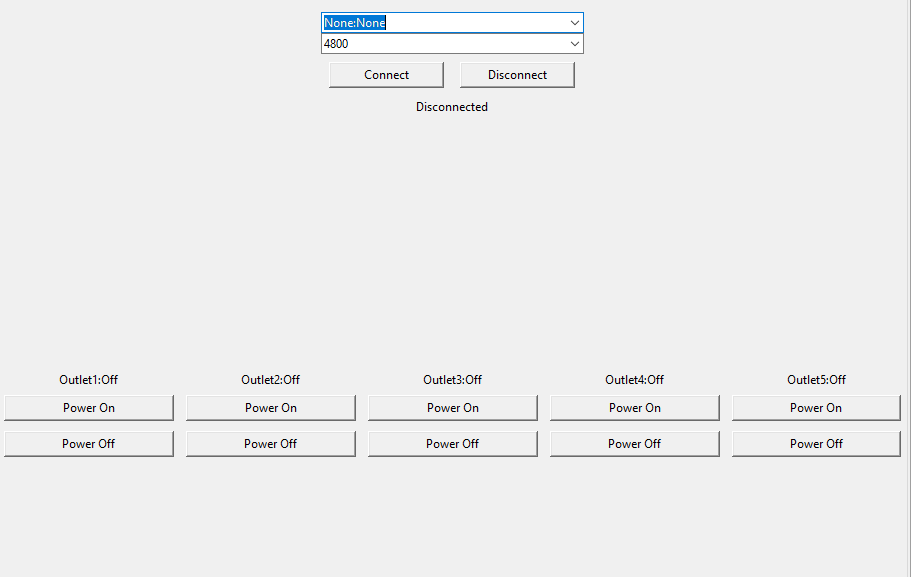 None:None
4800
Connect Disconnect
Disconnected
Outlet1:Off Outlet2:Off Outlet3:Off Outlet4:Off Outlet5:Off
Power On Power On Power On Power On Power On
Power Off Power Off Power Off Power Off Power Off